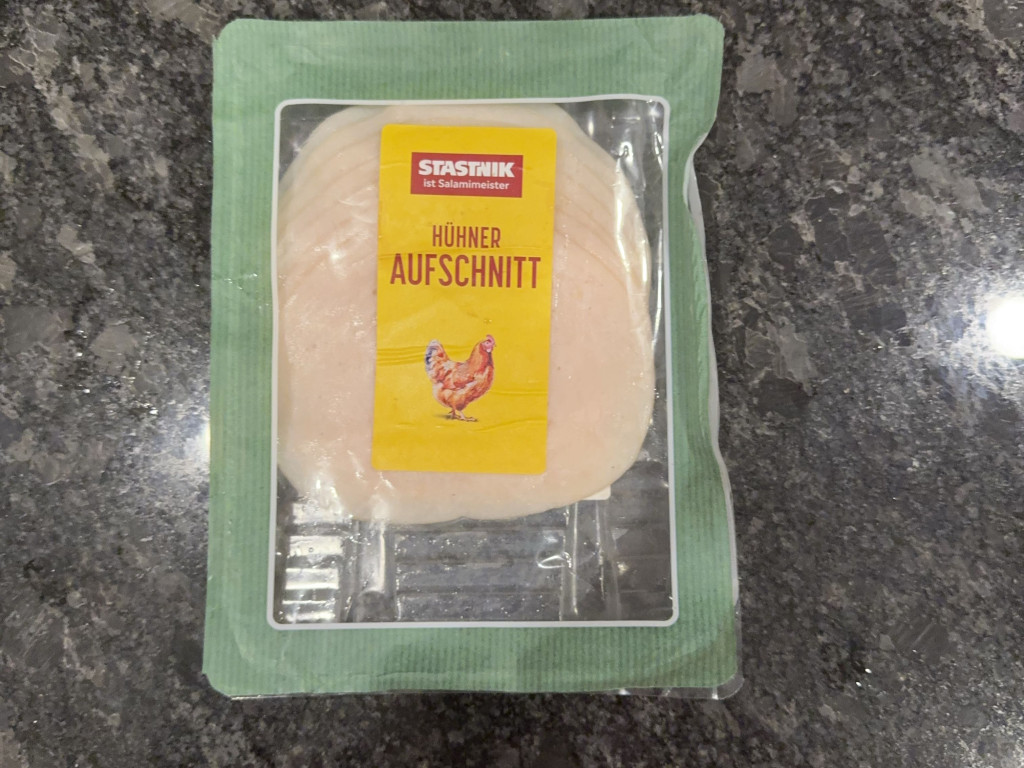 STASTNIK
ist Salamimeister
HÜHNER
AUFSCHNITT